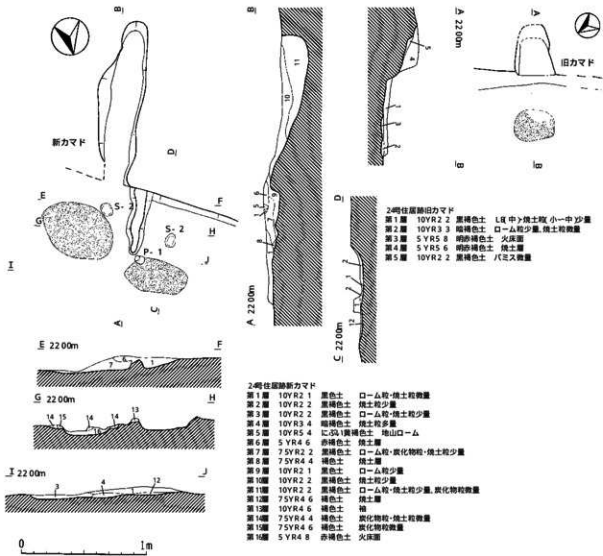 B
A
A
2200m
A
旧カマド
B
B
新カマド
D
E
F
G
H
I
J
S-2
S-2
P-1
A
C
A 2200m
D
C 2200m
24号住居跡旧カマド
第1層 10YR2 2 黒褐色土 LB(中)・焼土粒(小~中)少量
第2層 10YR3 3 暗褐色土 ローム粒少量,焼土粒微量
第3層 5YR5 8 明赤褐色土 火床面
第4層 5YR5 6 明赤褐色土 焼土層
第5層 10YR2 2 黒褐色土 パミス微量
E 2200m F
7 6 1
G 2200m H
14 15 14 14 13
I 2200m J
3 4 12
24号住居跡新カマド
第1層 10YR2 1 黒色土 ローム粒・焼土粒微量
第2層 10YR2 2 黒褐色土 焼土粒少量
第3層 10YR2 2 黒褐色土 ローム粒・焼土粒少量
第4層 10YR3 4 暗褐色土 焼土粒多量
第5層 10YR5 4 にぶい黄褐色土 地山ローム
第6層 5YR4 6 赤褐色土 焼土層
第7層 75YR2 2 黒褐色土 ローム粒・炭化物粒・焼土粒少量
第8層 75YR4 4 褐色土 焼土層
第9層 10YR2 1 黒色土 ローム粒少量
第10層 10YR2 2 黒褐色土 焼土粒少量
第11層 10YR2 2 黒褐色土 ローム粒・焼土粒少量,炭化物粒微量
第12層 75YR4 6 褐色土 焼土層
第13層 10YR4 6 褐色土 袖
第14層 75YR4 4 褐色土 炭化物粒・焼土粒微量
第15層 75YR4 6 褐色土 炭化物粒微量
第16層 5YR4 8 赤褐色土 火床面
0 1m